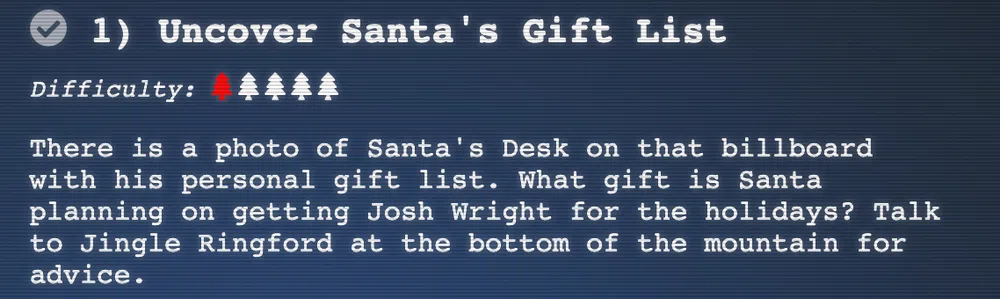 1) Uncover Santa's Gift List
Difficulty:
There is a photo of Santa's Desk on that billboard
with his personal gift list. What gift is Santa
planning on getting Josh Wright for the holidays? Talk
to Jingle Ringford at the bottom of the mountain for
advice.